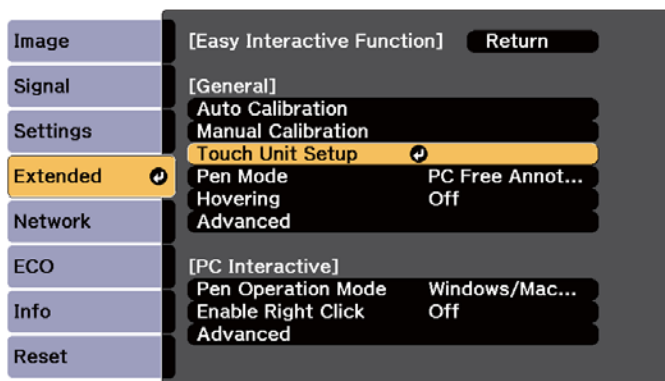 Image
Signal
Settings
Extended
Network
ECO
Info
Reset
[Easy Interactive Function] Return
[General]
Auto Calibration
Manual Calibration
Touch Unit Setup
Pen Mode PC Free Annot...
Hovering Off
Advanced
[PC Interactive]
Pen Operation Mode Windows/Mac...
Enable Right Click Off
Advanced